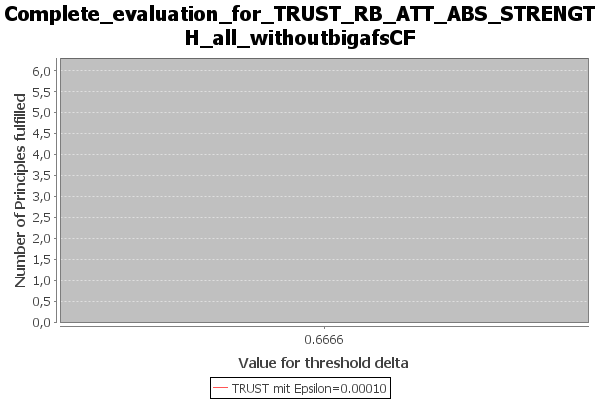 Complete_evaluation_for_TRUST_RB_ATT_ABS_STRENGT
H_all_withoutbigafsCF
Number of Principles fulfilled
6,0
5,5
5,0
4,5
4,0
3,5
3,0
2,5
2,0
1,5
1,0
0,5
0,0
0.6666
Value for threshold delta
TRUST mit Epsilon=0.00010